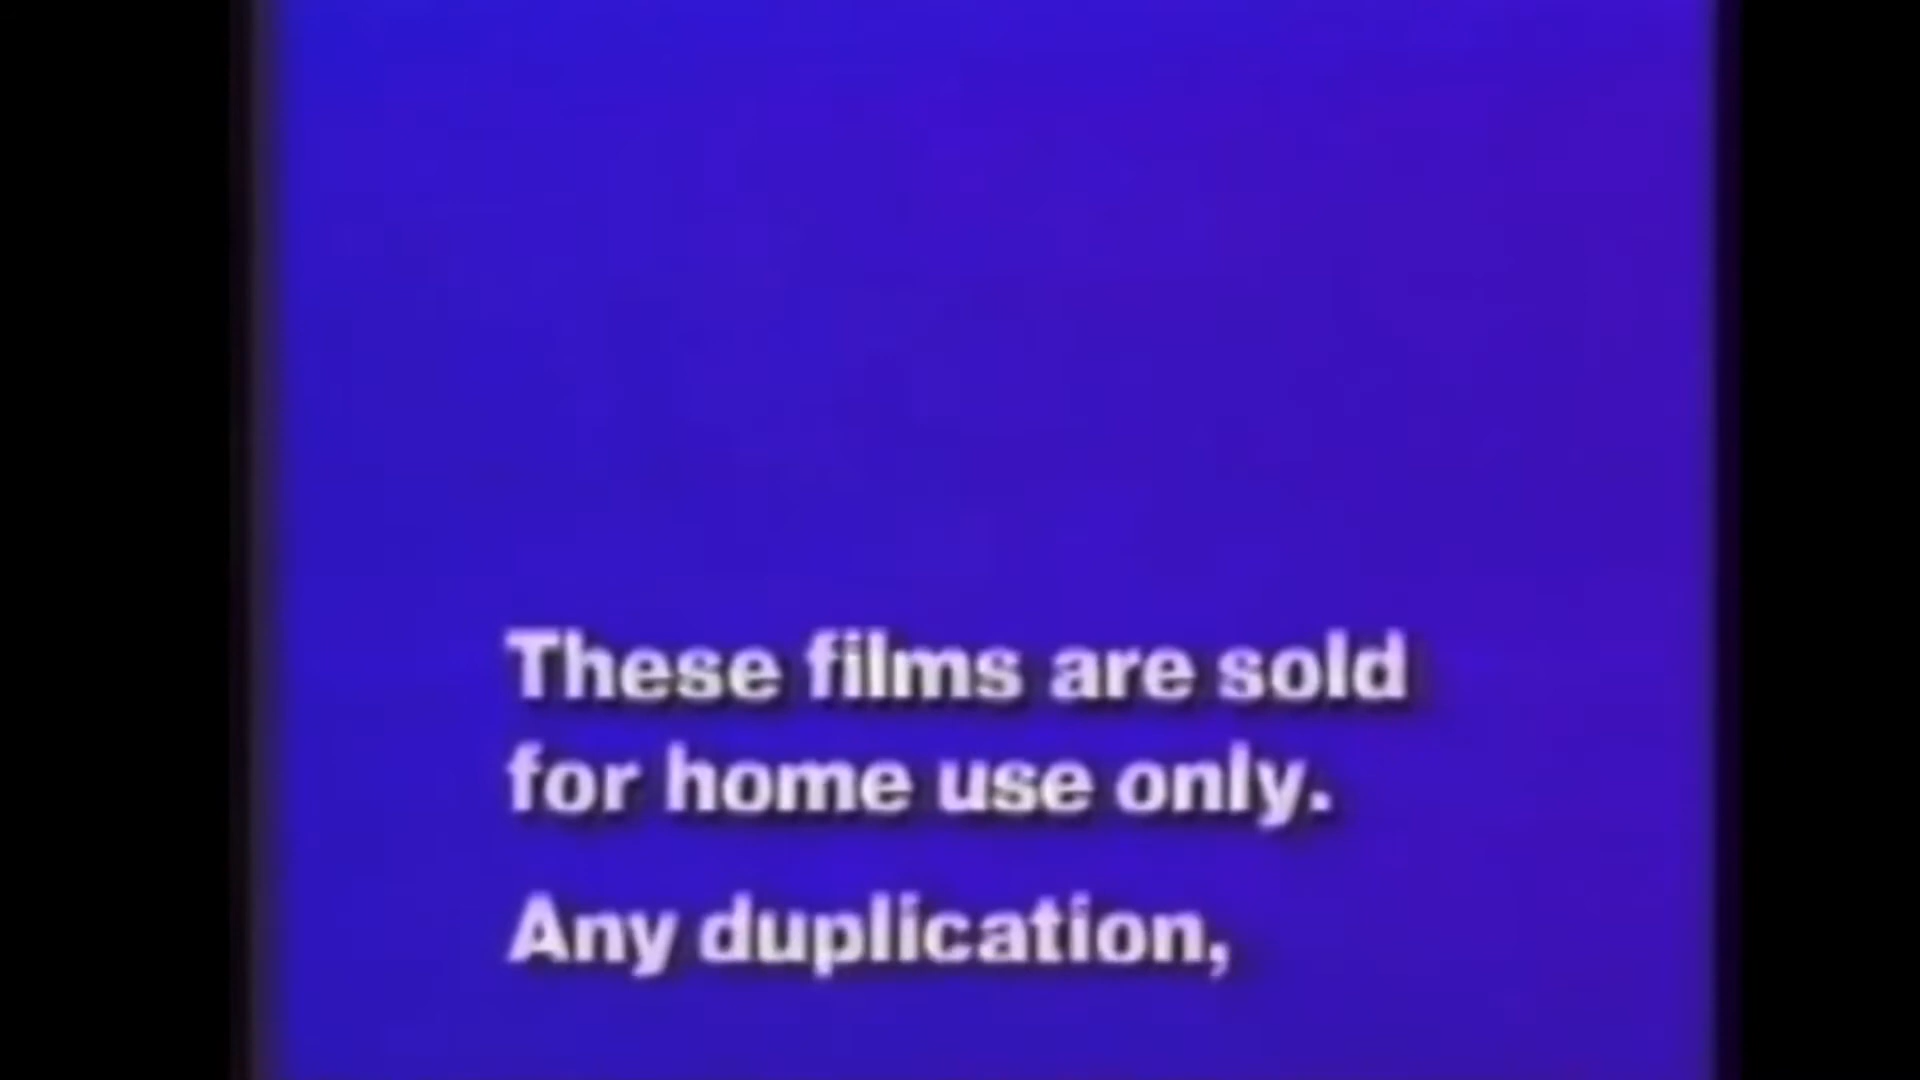 These films are sold
for home use only.
Any duplication,